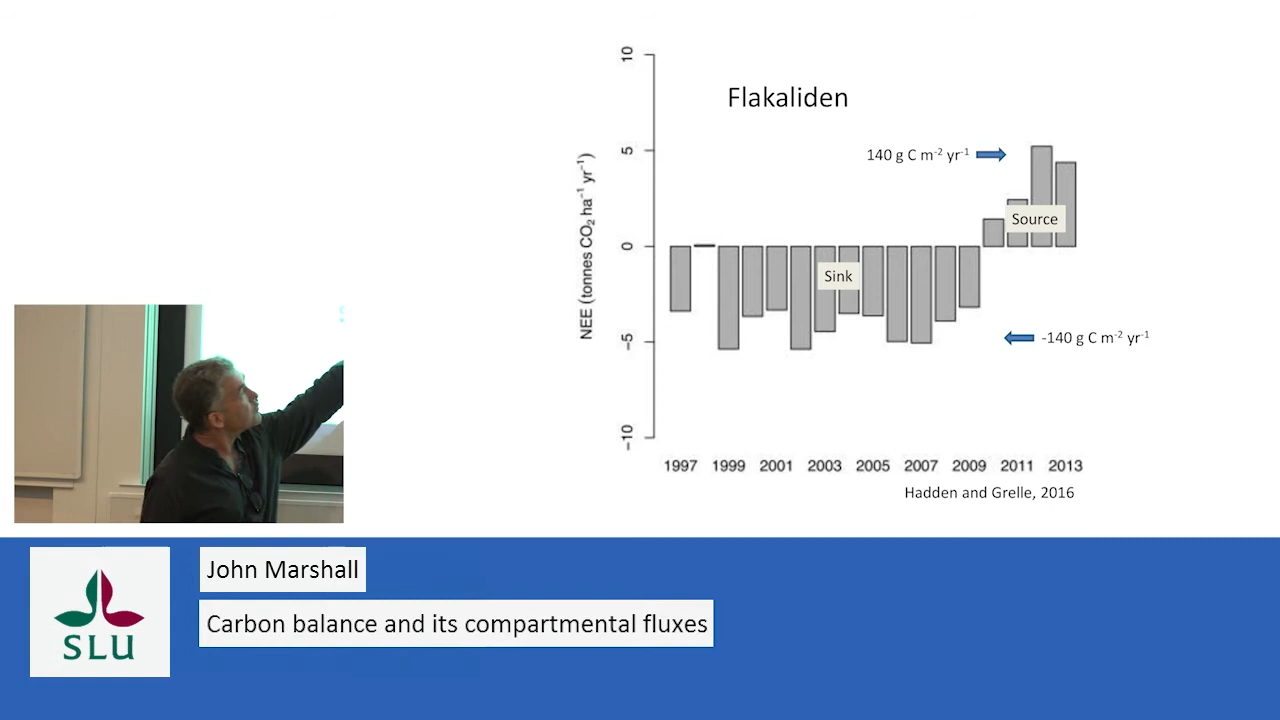 Flakaliden
10
5
0
−5
−10
NEE (tonnes CO₂ ha⁻¹ yr⁻¹)
140 g C m⁻² yr⁻¹
Source
Sink
-140 g C m⁻² yr⁻¹
1997 1999 2001 2003 2005 2007 2009 2011 2013
Hadden and Grelle, 2016
John Marshall
Carbon balance and its compartmental fluxes
SLU